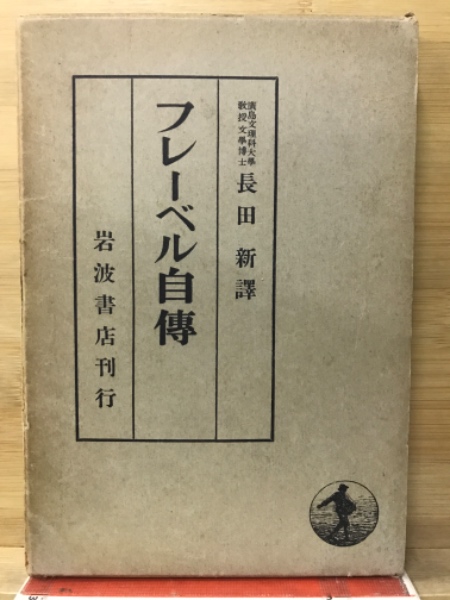 廣島文理科大學
教授文學博士
長田新譯
フレーベル自傳
岩波書店刊行